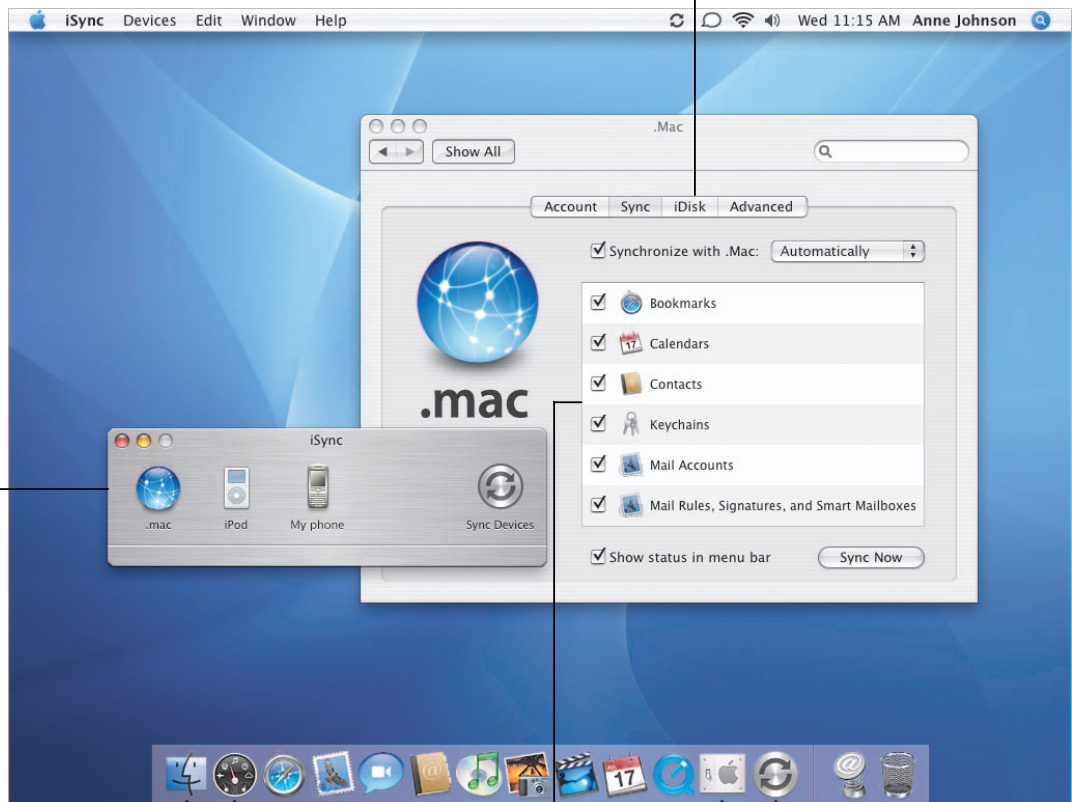 iSync Devices Edit Window Help Wed 11:15 AM Anne Johnson
.Mac
Show All
Account Sync iDisk Advanced
Synchronize with .Mac: Automatically
Bookmarks
17 Calendars
Contacts
Keychains
Mail Accounts
Mail Rules, Signatures, and Smart Mailboxes
.mac
iSync
.mac iPod My phone Sync Devices
Show status in menu bar Sync Now
@ 17 @